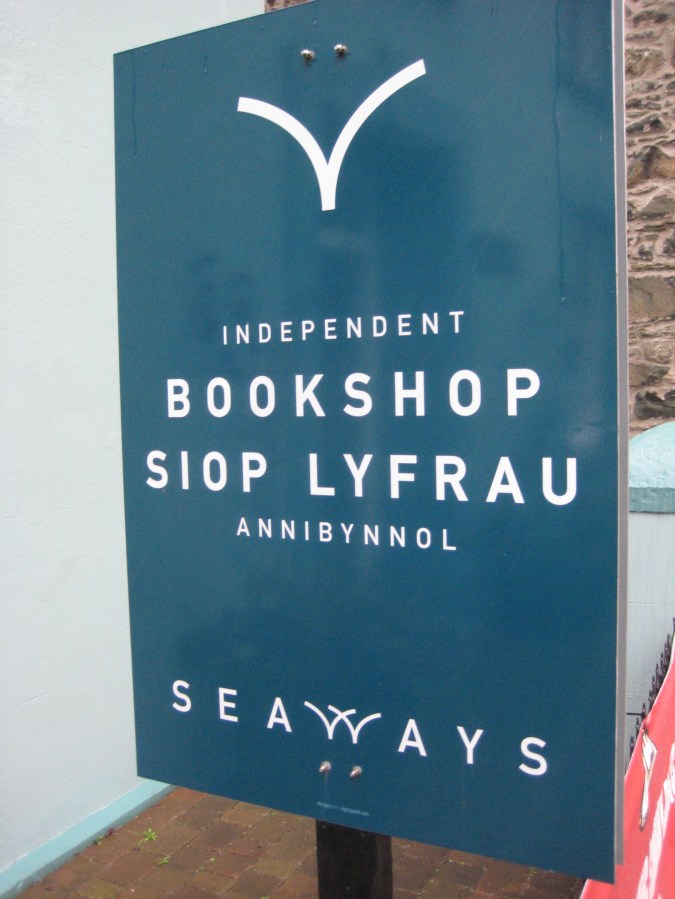 INDEPENDENT
BOOKSHOP
SIOP LYFRAU
ANNIBYNNOL
SEAWAYS